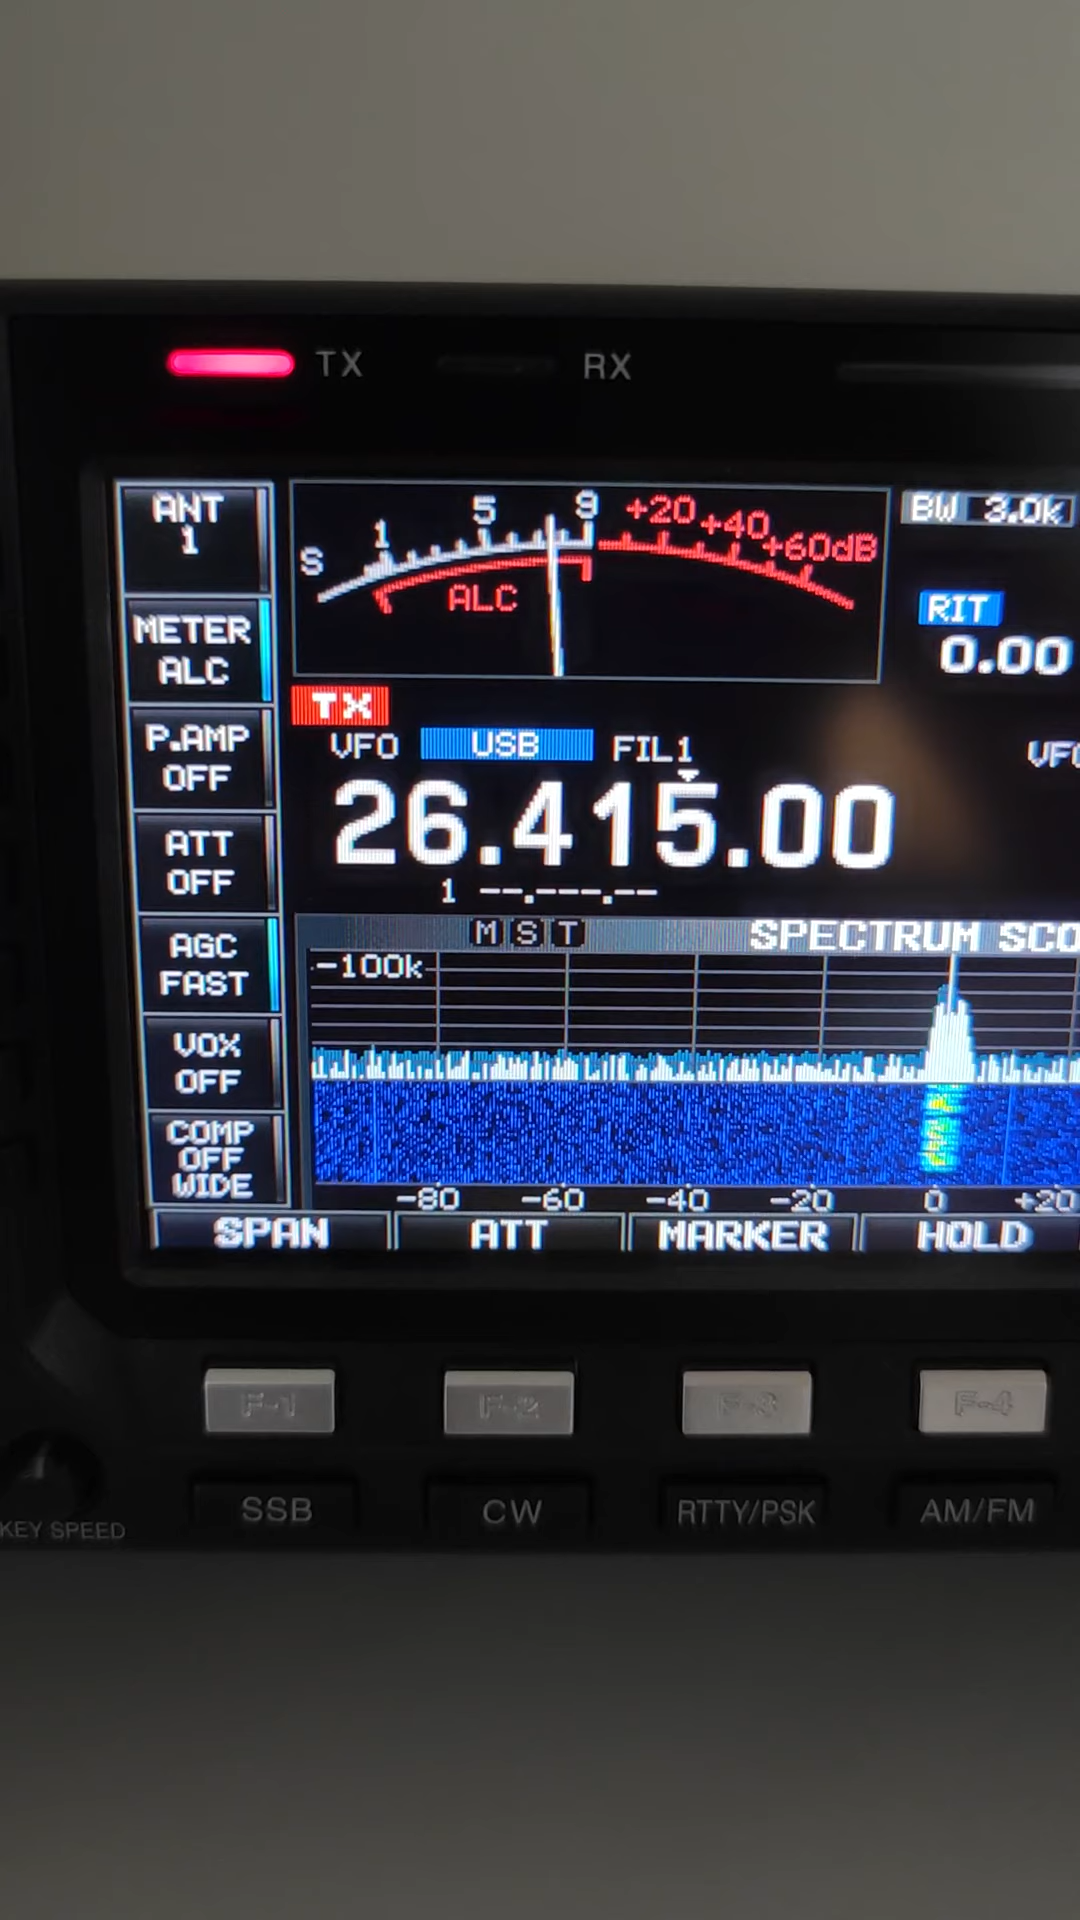 TX RX
ANT
1
1 5 9 +20 +40 +60dB
S
ALC
BW 3.0k
METER
ALC
RIT
0.00
TX
P.AMP
OFF
VFO USB FIL1
26.415.00
ATT
OFF
1 --.---.--
M S T
AGC
FAST
-100k
VOX
OFF
COMP
OFF
WIDE
-80 -60 -40 -20 0 +20
SPAN ATT MARKER HOLD
F-1 F-2 F-3 F-4
SSB CW RTTY/PSK AM/FM
KEY SPEED
SPECTRUM